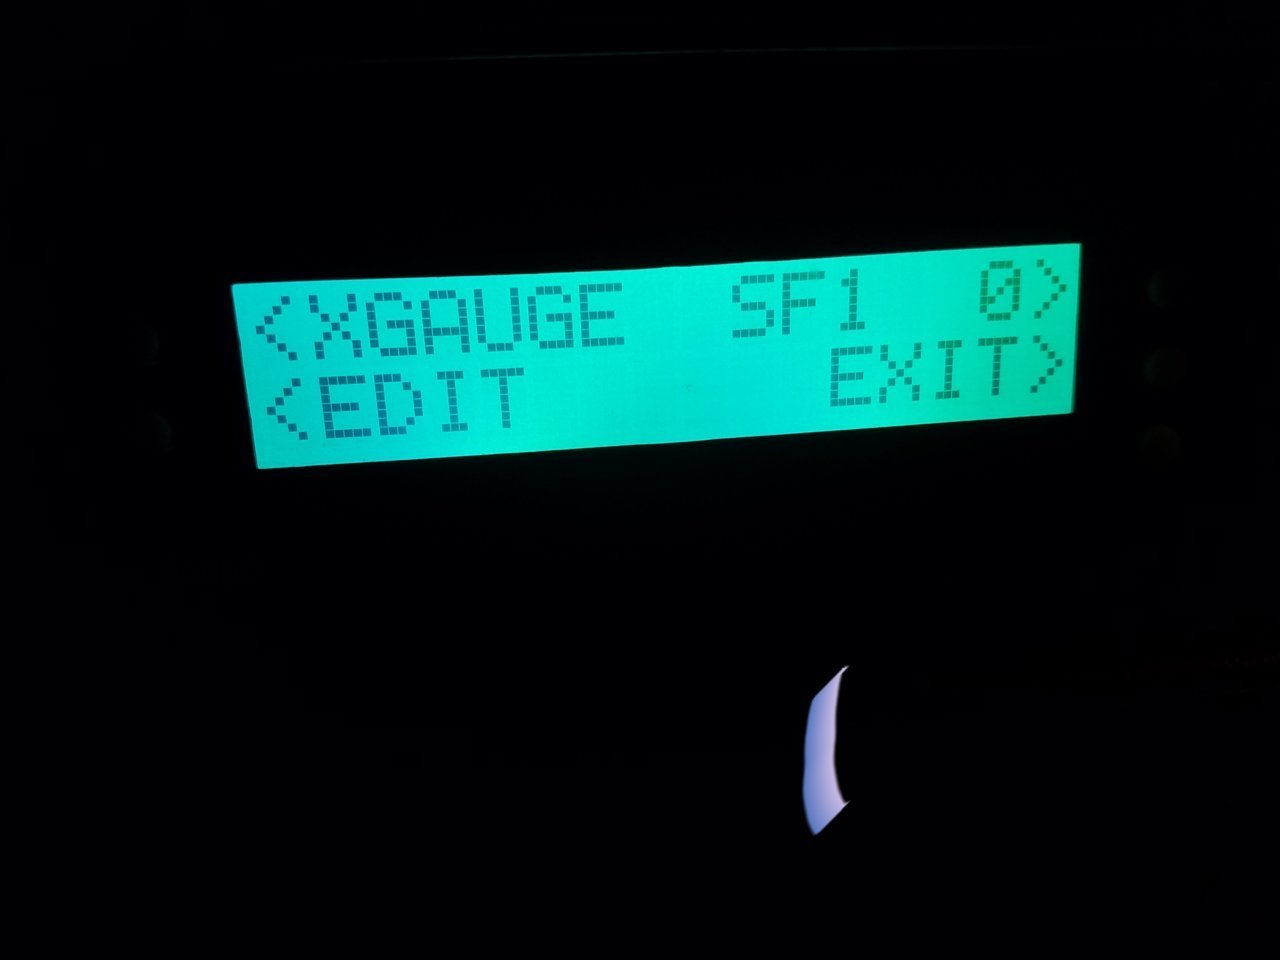 <XGAUGE SF1 0>
<EDIT EXIT>